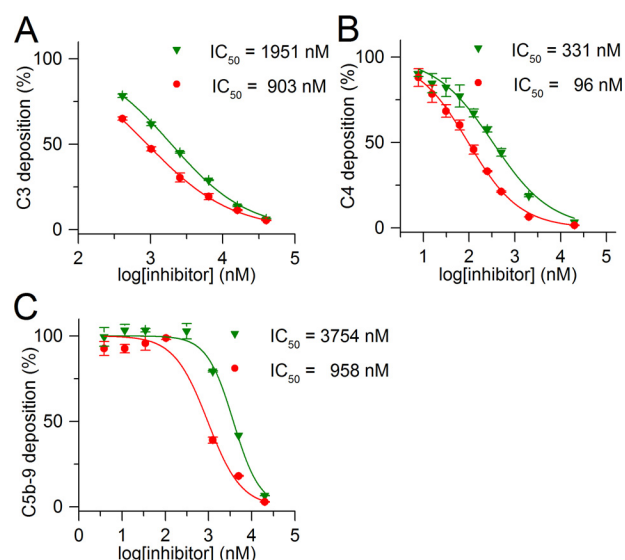 A
C3 deposition (%)
100
50
0
2
3
4
5
log[inhibitor] (nM)
IC50 = 1951 nM
IC50 = 903 nM
B
C4 deposition (%)
100
50
0
1
2
3
4
5
log[inhibitor] (nM)
IC50 = 331 nM
IC50 = 96 nM
C
C5b-9 deposition (%)
100
50
0
0
1
2
3
4
5
log[inhibitor] (nM)
IC50 = 3754 nM
IC50 = 958 nM